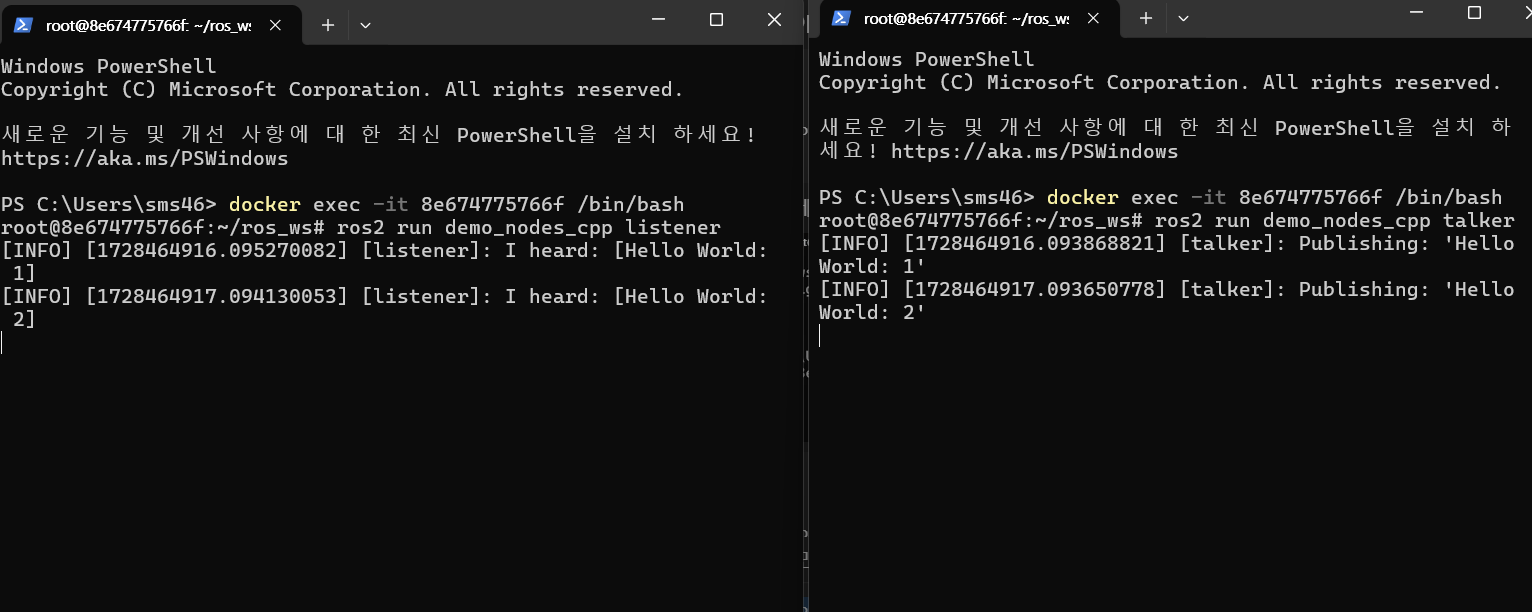 root@8e674775766f: ~/ros_ws
Windows PowerShell
Copyright (C) Microsoft Corporation. All rights reserved.
새로운 기능 및 개선 사항에 대 한 최신 PowerShell을 설치 하세요!
https://aka.ms/PSWindows
PS C:\Users\sms46> docker exec -it 8e674775766f /bin/bash
root@8e674775766f:~/ros_ws# ros2 run demo_nodes_cpp listener
[INFO] [1728464916.095270082] [listener]: I heard: [Hello World:
1]
[INFO] [1728464917.094130053] [listener]: I heard: [Hello World:
2]
root@8e674775766f: ~/ros_ws
Windows PowerShell
Copyright (C) Microsoft Corporation. All rights reserved.
새로운 기능 및 개선 사항에 대 한 최신 PowerShell을 설치 하
세요! https://aka.ms/PSWindows
PS C:\Users\sms46> docker exec -it 8e674775766f /bin/bash
root@8e674775766f:~/ros_ws# ros2 run demo_nodes_cpp talker
[INFO] [1728464916.093868821] [talker]: Publishing: 'Hello
World: 1'
[INFO] [1728464917.093650778] [talker]: Publishing: 'Hello
World: 2'